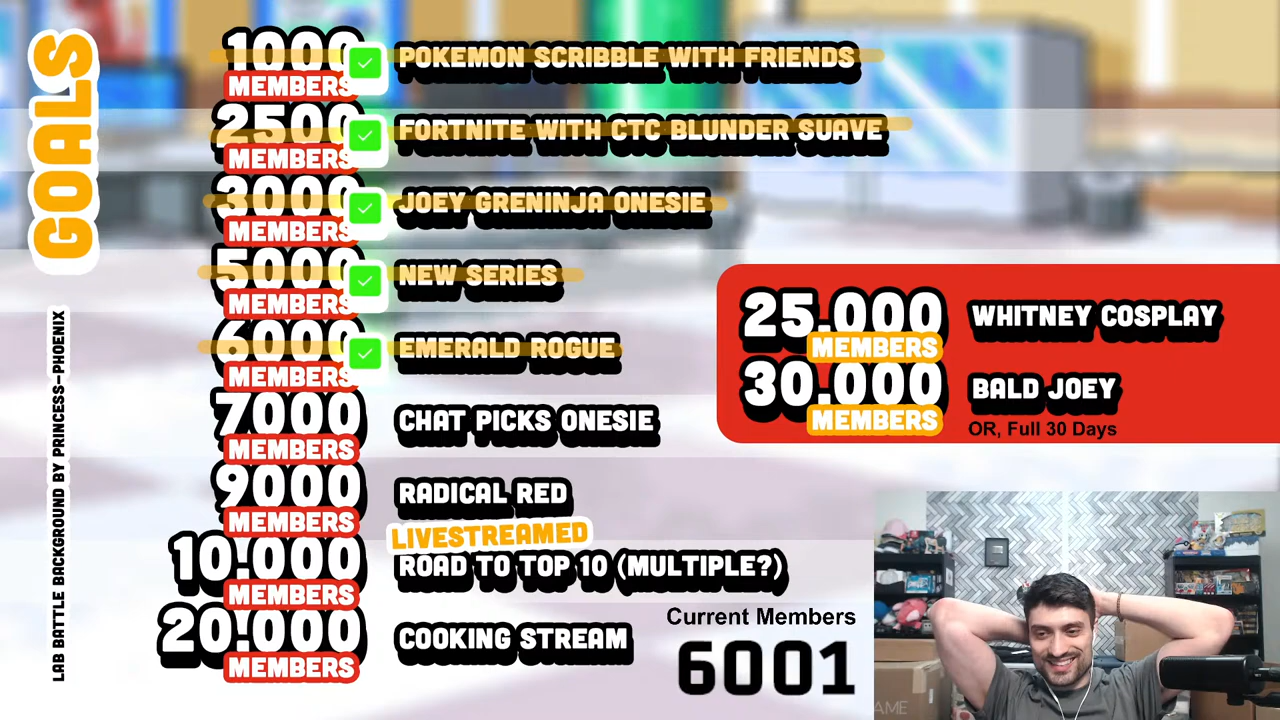 GOALS
LAB BATTLE BACKGROUND BY PRINCESS-PHOENIX
1000 MEMBERS
POKEMON SCRIBBLE WITH FRIENDS
2500 MEMBERS
FORTNITE WITH CTC BLUNDER SUAVE
3000 MEMBERS
JOEY GRENINJA ONESIE
5000 MEMBERS
NEW SERIES
6000 MEMBERS
EMERALD ROGUE
7000 MEMBERS
CHAT PICKS ONESIE
9000 MEMBERS
RADICAL RED
10.000 MEMBERS
LIVESTREAMED
ROAD TO TOP 10 (MULTIPLE?)
20.000 MEMBERS
COOKING STREAM
25.000 MEMBERS
WHITNEY COSPLAY
30.000 MEMBERS
BALD JOEY
OR, Full 30 Days
Current Members
6001